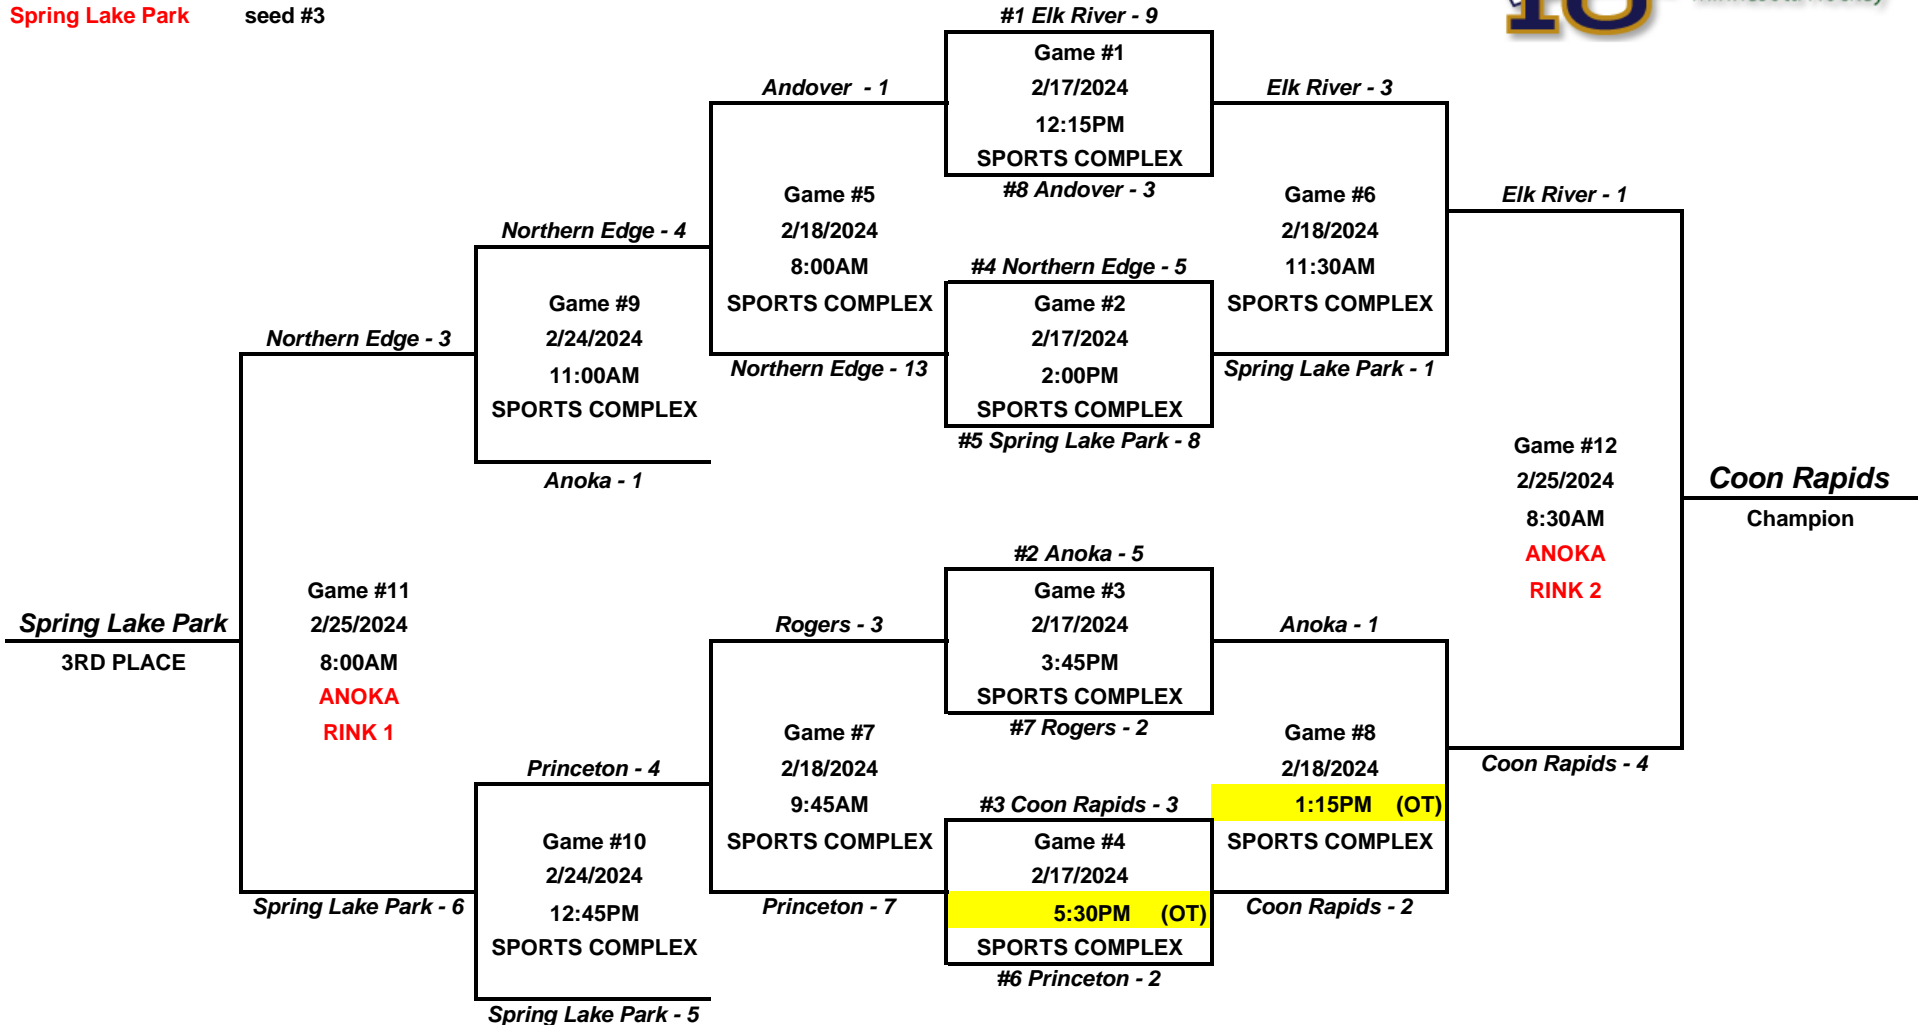 Spring Lake Park seed #3
#1 Elk River - 9
Game #1
2/17/2024
12:15PM
SPORTS COMPLEX
#8 Andover - 3
Andover - 1
Game #5
2/18/2024
8:00AM
SPORTS COMPLEX
Northern Edge - 13
Elk River - 3
Game #6
2/18/2024
11:30AM
SPORTS COMPLEX
Spring Lake Park - 1
#4 Northern Edge - 5
Game #2
2/17/2024
2:00PM
SPORTS COMPLEX
#5 Spring Lake Park - 8
Northern Edge - 4
Game #9
2/24/2024
11:00AM
SPORTS COMPLEX
Anoka - 1
Northern Edge - 3
Game #11
2/25/2024
8:00AM
ANOKA
RINK 1
Spring Lake Park - 6
Spring Lake Park
3RD PLACE
Elk River - 1
Game #12
2/25/2024
8:30AM
ANOKA
RINK 2
Coon Rapids - 4
Coon Rapids
Champion
#2 Anoka - 5
Game #3
2/17/2024
3:45PM
SPORTS COMPLEX
#7 Rogers - 2
Rogers - 3
Game #7
2/18/2024
9:45AM
SPORTS COMPLEX
Princeton - 7
Anoka - 1
Game #8
2/18/2024
1:15PM (OT)
SPORTS COMPLEX
Coon Rapids - 2
#3 Coon Rapids - 3
Game #4
2/17/2024
5:30PM (OT)
SPORTS COMPLEX
#6 Princeton - 2
Princeton - 4
Game #10
2/24/2024
12:45PM
SPORTS COMPLEX
Spring Lake Park - 5